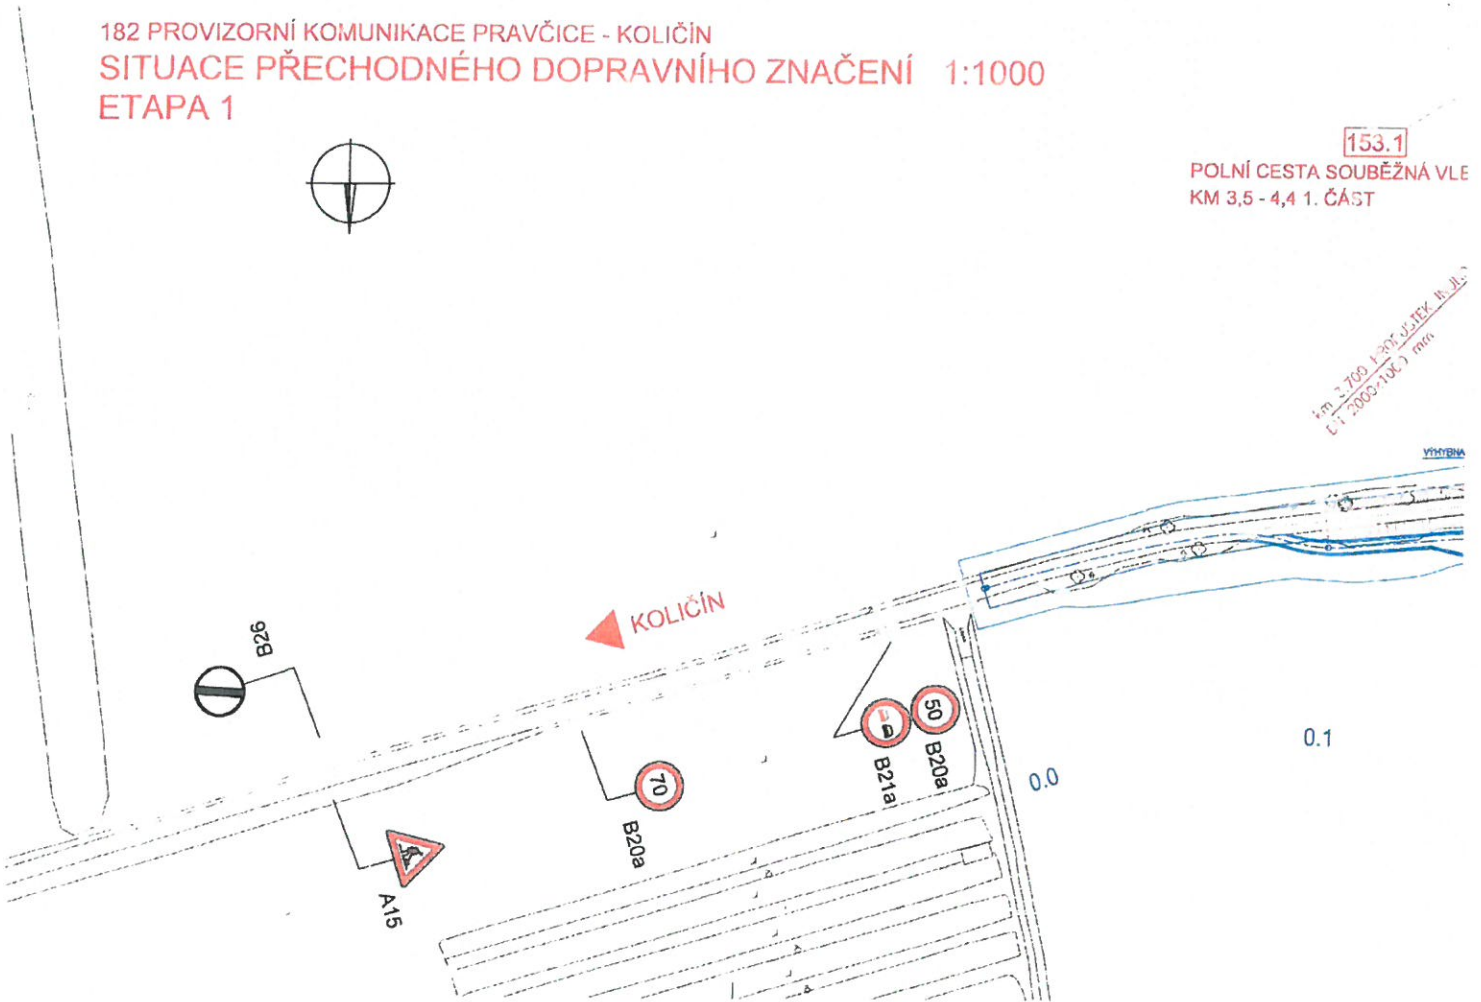 182 PROVIZORNÍ KOMUNIKACE PRAVČICE - KOLIČÍN
SITUACE PŘECHODNÉHO DOPRAVNÍHO ZNAČENÍ 1:1000
ETAPA 1
153.1
POLNÍ CESTA SOUBĚŽNÁ VLE
KM 3,5 - 4,4 1. ČÁST
mm
VÝHYBNA
KOLIČÍN
B26
50
B20a
B21a
70
B20a
A15
0.0
0.1